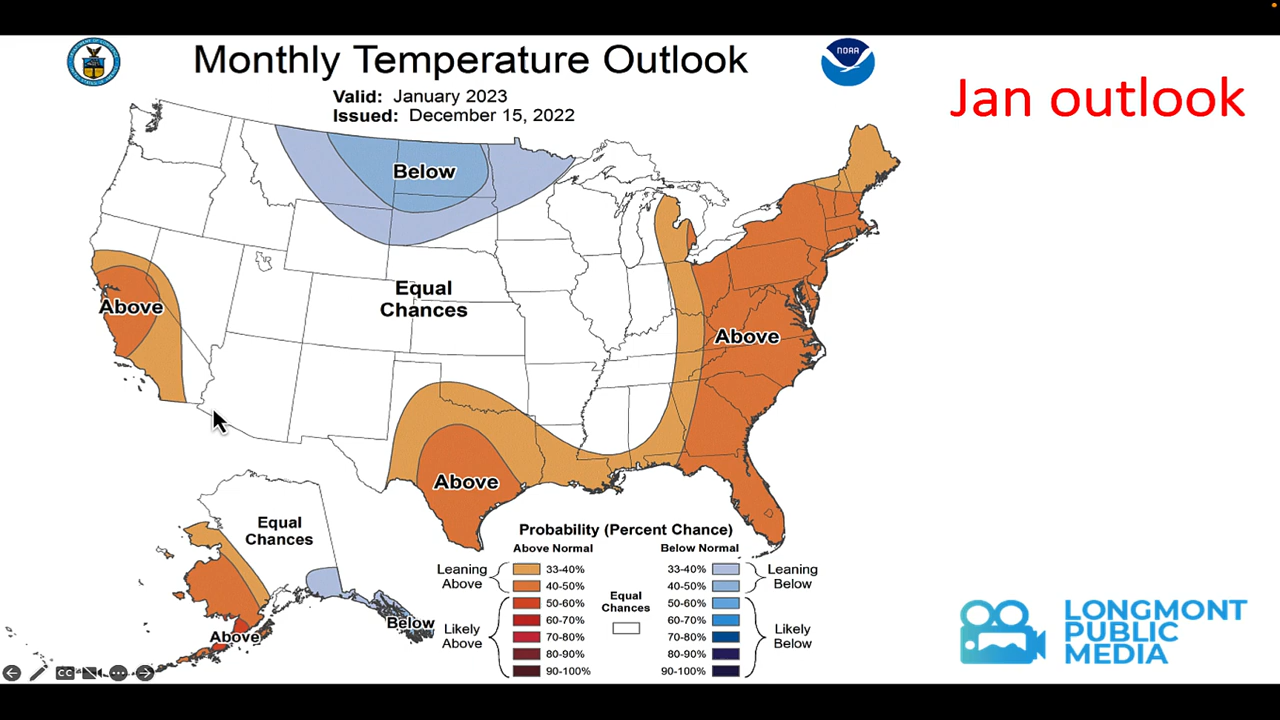 Monthly Temperature Outlook
NOAA
Jan outlook
Valid: January 2023
Issued: December 15, 2022
Below
Equal
Chances
Above
Above
Above
Equal
Chances
Above
Below
Probability (Percent Chance)
Above Normal
Below Normal
Leaning
Above
33-40%
40-50%
Likely
Above
50-60%
60-70%
70-80%
80-90%
90-100%
Equal
Chances
33-40%
40-50%
Leaning
Below
50-60%
60-70%
70-80%
80-90%
90-100%
Likely
Below
LONGMONT
PUBLIC
MEDIA
CC